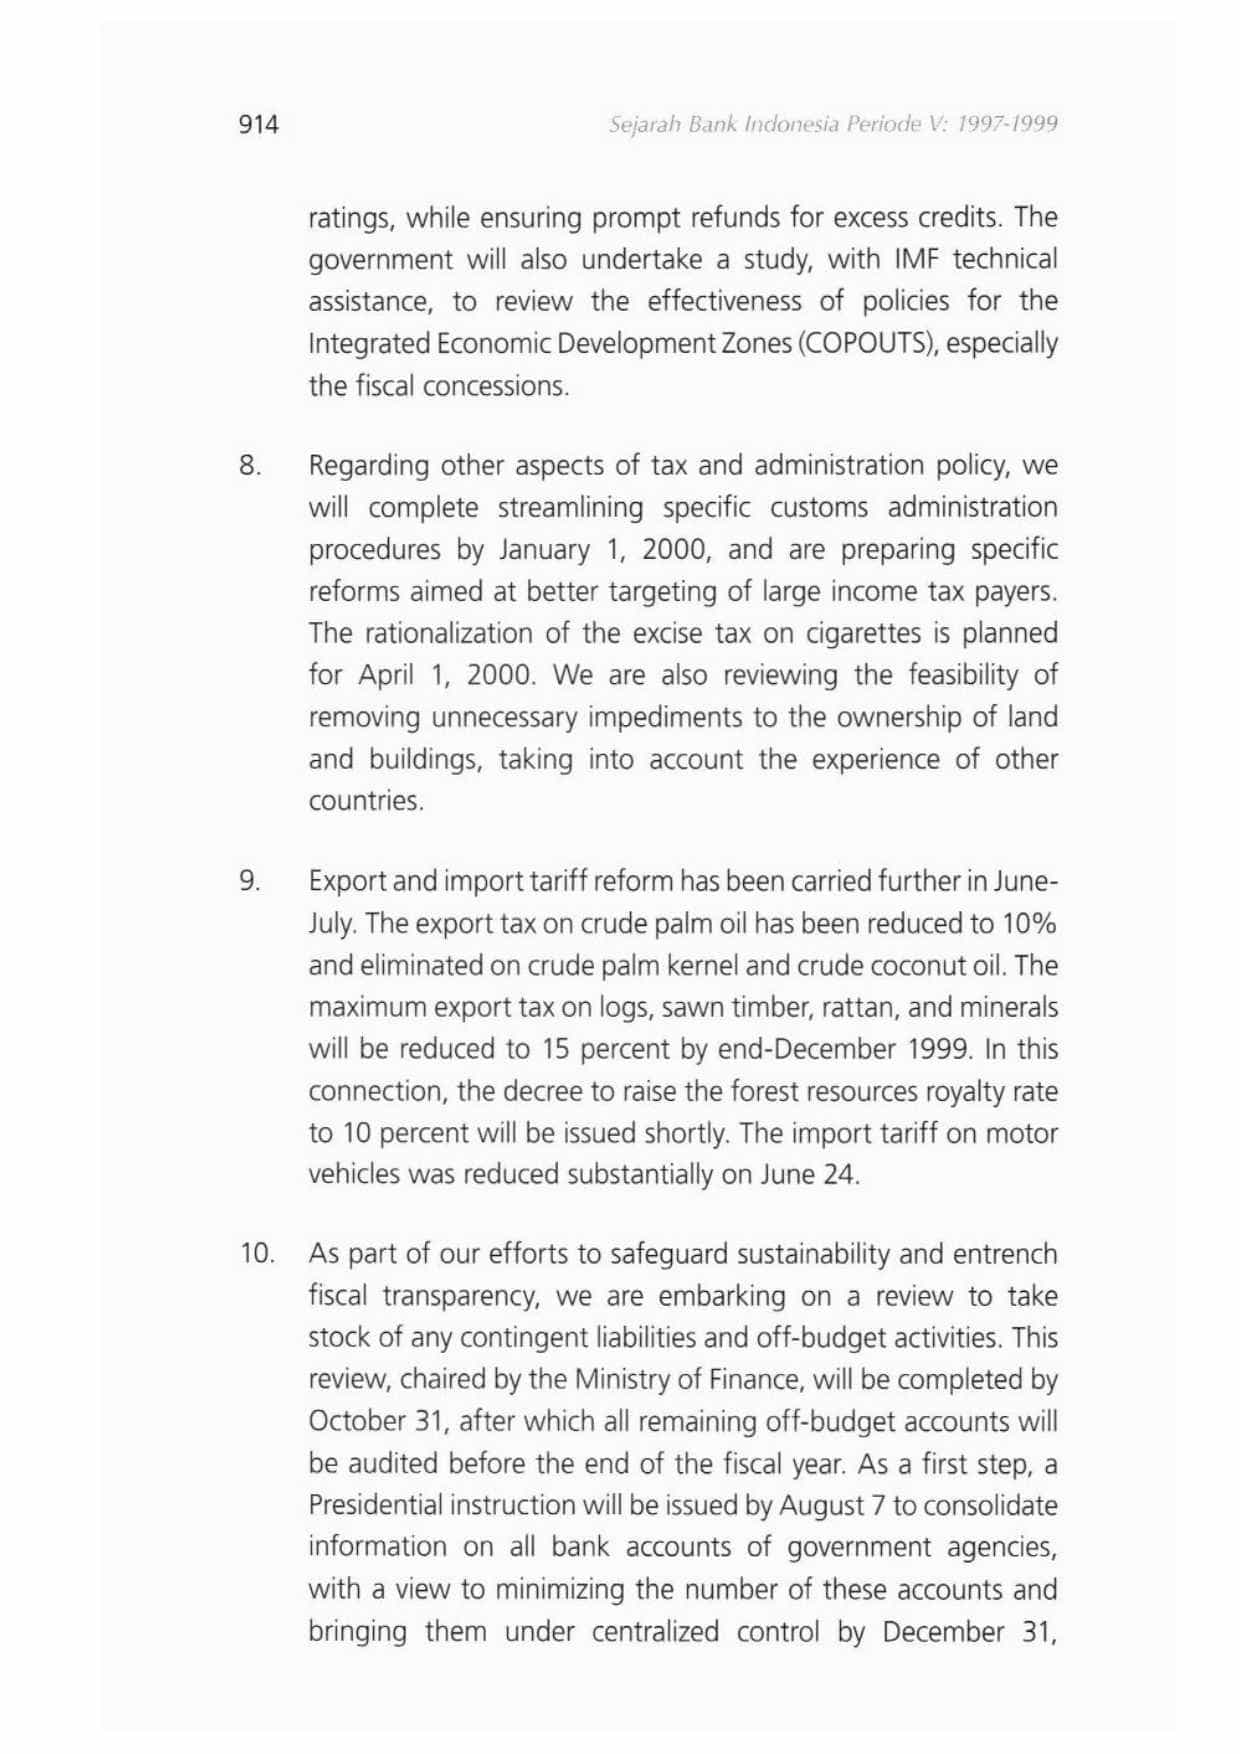 914
Sejarah Bank Indonesia Periode V: 1997-1999
ratings, while ensuring prompt refunds for excess credits. The
government will also undertake a study, with IMF technical
assistance, to review the effectiveness of policies for the
Integrated Economic Development Zones (COPOUTS), especially
the fiscal concessions.
8. Regarding other aspects of tax and administration policy, we
will complete streamlining specific customs administration
procedures by January 1, 2000, and are preparing specific
reforms aimed at better targeting of large income tax payers.
The rationalization of the excise tax on cigarettes is planned
for April 1, 2000. We are also reviewing the feasibility of
removing unnecessary impediments to the ownership of land
and buildings, taking into account the experience of other
countries.
9. Export and import tariff reform has been carried further in June-
July. The export tax on crude palm oil has been reduced to 10%
and eliminated on crude palm kernel and crude coconut oil. The
maximum export tax on logs, sawn timber, rattan, and minerals
will be reduced to 15 percent by end-December 1999. In this
connection, the decree to raise the forest resources royalty rate
to 10 percent will be issued shortly. The import tariff on motor
vehicles was reduced substantially on June 24.
10. As part of our efforts to safeguard sustainability and entrench
fiscal transparency, we are embarking on a review to take
stock of any contingent liabilities and off-budget activities. This
review, chaired by the Ministry of Finance, will be completed by
October 31, after which all remaining off-budget accounts will
be audited before the end of the fiscal year. As a first step, a
Presidential instruction will be issued by August 7 to consolidate
information on all bank accounts of government agencies,
with a view to minimizing the number of these accounts and
bringing them under centralized control by December 31,